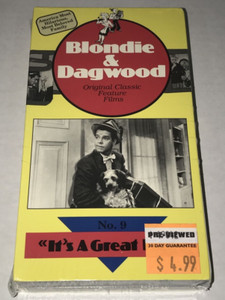 Blondie
&
Dagwood
Original Classic
Feature
Films
No. 9
"It's A Great
PRE-VIEWED
30 DAY GUARANTEE
$4.99